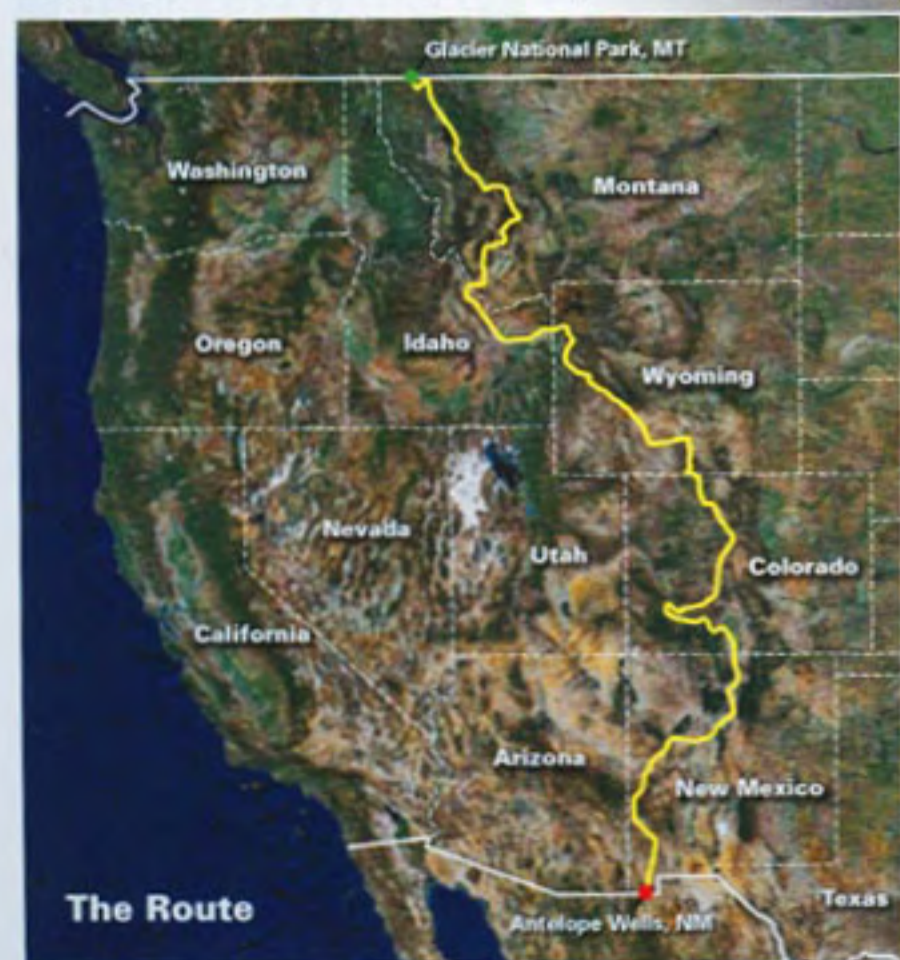 Glacier National Park, MT
Washington
Montana
Oregon
Idaho
Wyoming
Nevada
Utah
Colorado
California
Arizona
New Mexico
The Route
Texas
Antelope Wells, NM